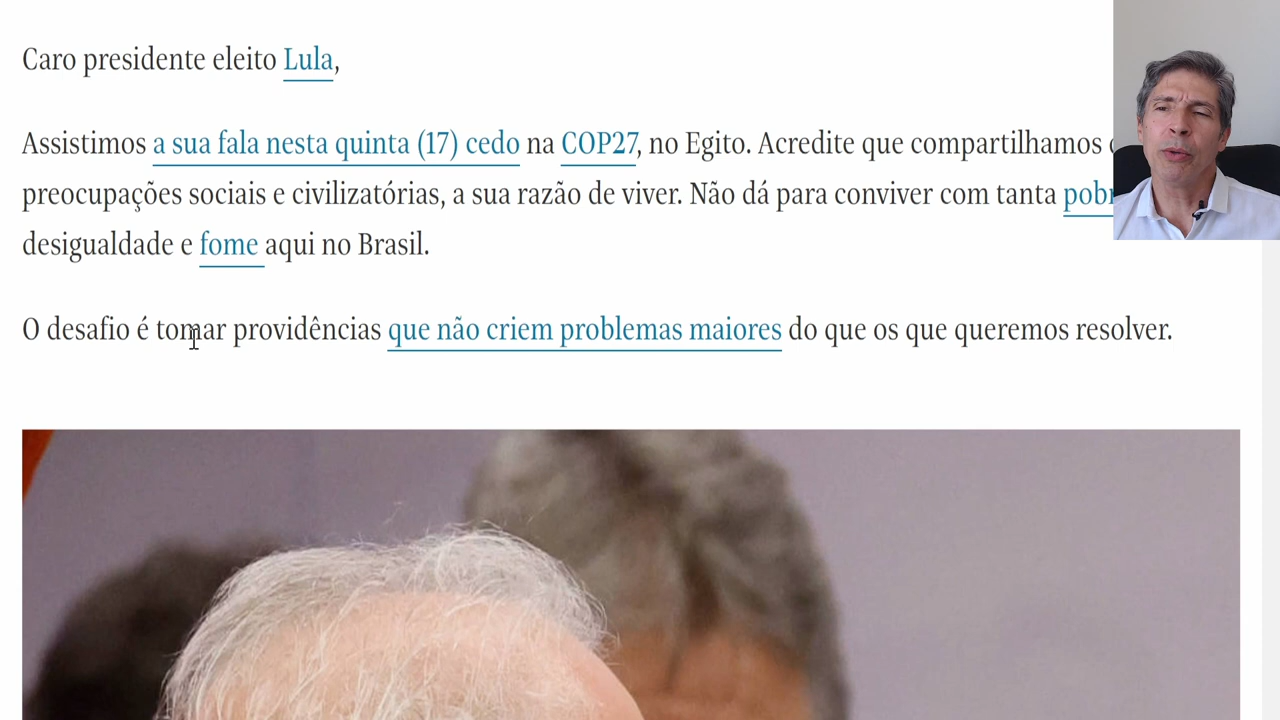 Caro presidente eleito Lula,
Assistimos a sua fala nesta quinta (17) cedo na COP27, no Egito. Acredite que compartilhamos
preocupações sociais e civilizatórias, a sua razão de viver. Não dá para conviver com tanta
desigualdade e fome aqui no Brasil.
O desafio é tomar providências que não criem problemas maiores do que os que queremos resolver.